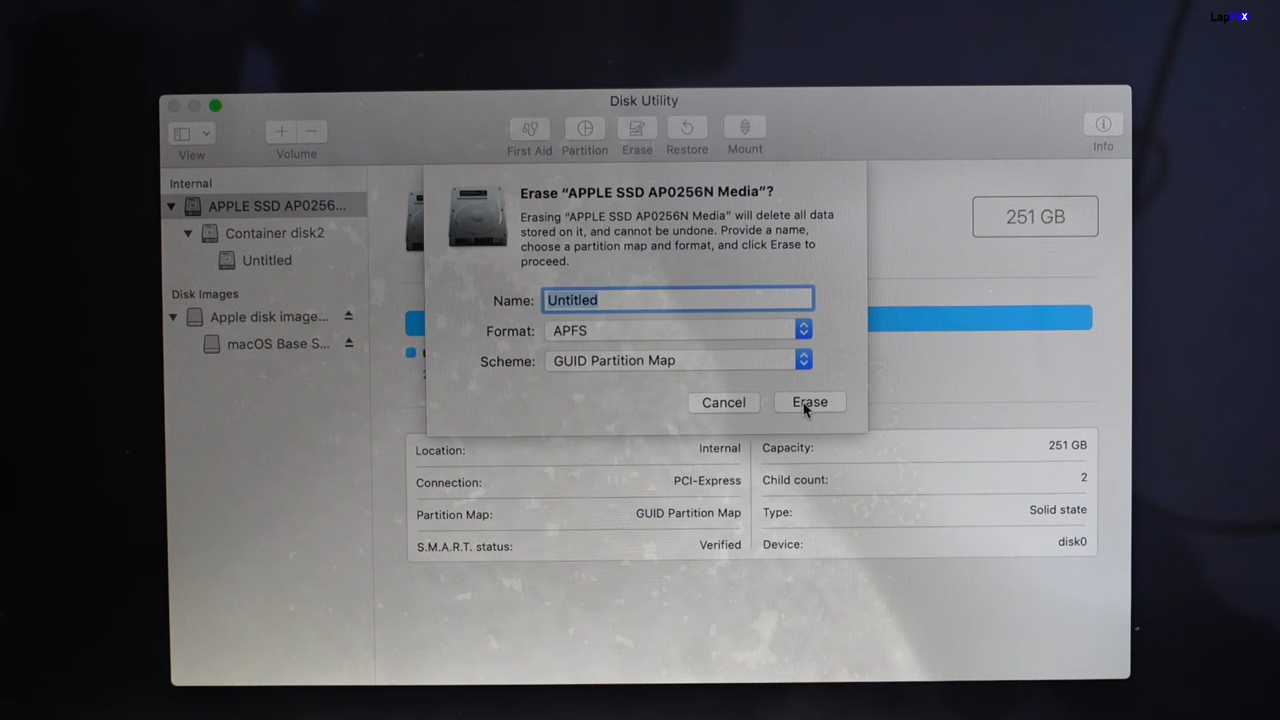 LapFix
Disk Utility
View
Volume
First Aid
Partition
Erase
Restore
Mount
Info
Internal
APPLE SSD AP0256...
Container disk2
Untitled
Disk Images
Apple disk image...
macOS Base S...
251 GB
Erase “APPLE SSD AP0256N Media”?
Erasing “APPLE SSD AP0256N Media” will delete all data
stored on it, and cannot be undone. Provide a name,
choose a partition map and format, and click Erase to
proceed.
Name: Untitled
Format: APFS
Scheme: GUID Partition Map
Cancel
Erase
Location: Internal
Connection: PCI-Express
Partition Map: GUID Partition Map
S.M.A.R.T. status: Verified
Capacity: 251 GB
Child count: 2
Type: Solid state
Device: disk0